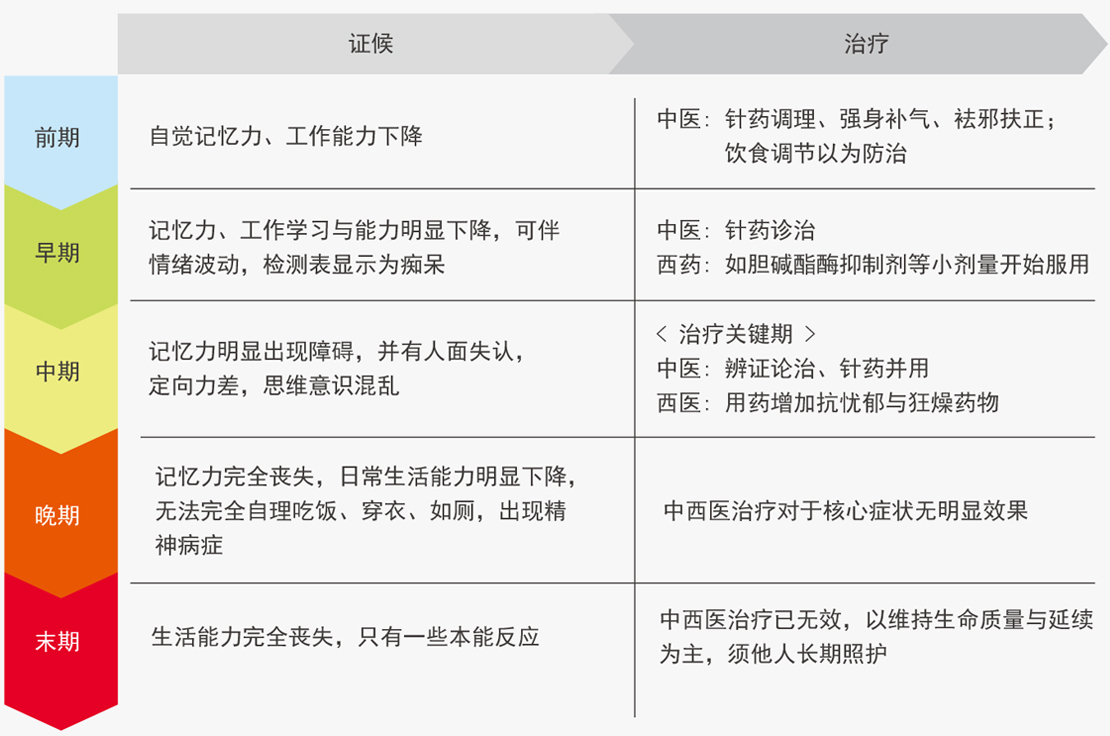 证候
治疗
前期
自觉记忆力、工作能力下降
中医：针药调理、强身补气、袪邪扶正；
饮食调节以为防治
早期
记忆力、工作学习与能力明显下降，可伴
情绪波动，检测表显示为痴呆
中医：针药诊治
西药：如胆碱酯酶抑制剂等小剂量开始服用
中期
记忆力明显出现障碍，并有人面失认，
定向力差，思维意识混乱
< 治疗关键期 >
中医：辨证论治、针药并用
西医：用药增加抗忧郁与狂燥药物
晚期
记忆力完全丧失，日常生活能力明显下降，
无法完全自理吃饭、穿衣、如厕，出现精
神病症
中西医治疗对于核心症状无明显效果
末期
生活能力完全丧失，只有一些本能反应
中西医治疗已无效，以维持生命质量与延续
为主，须他人长期照护